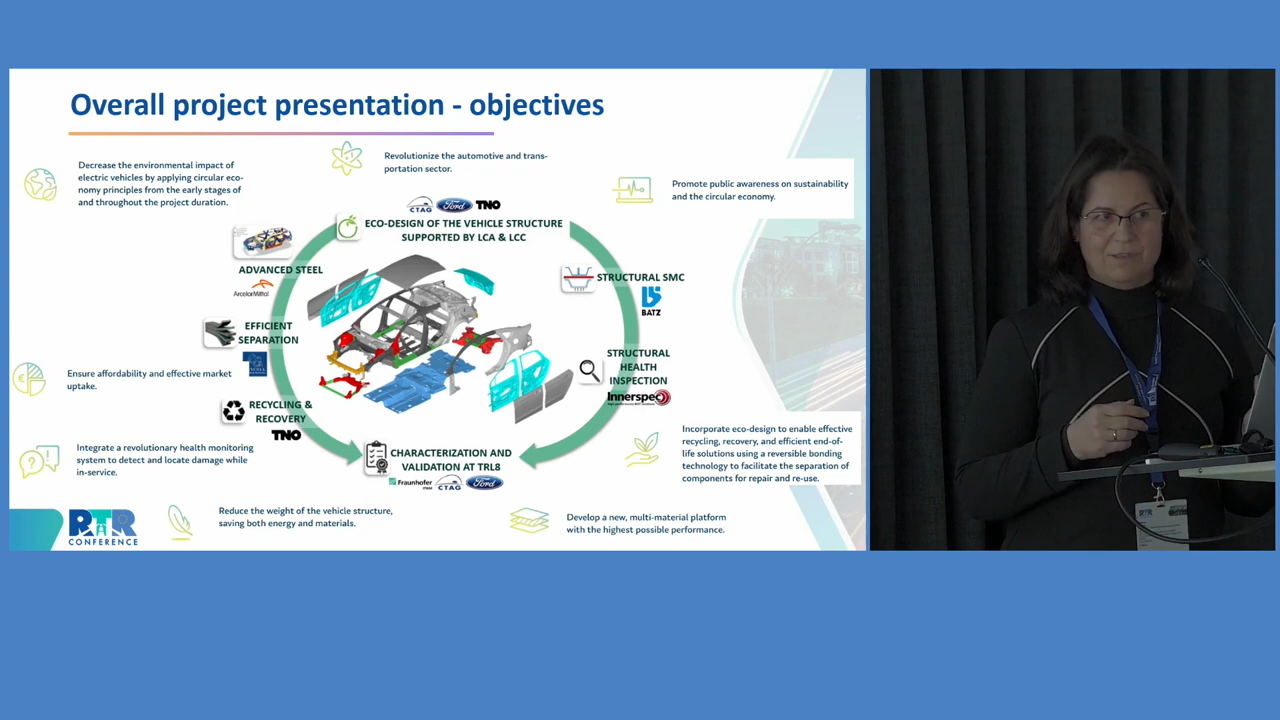 Overall project presentation - objectives
Decrease the environmental impact of
electric vehicles by applying circular eco-
nomy principles from the early stages of
and throughout the project duration.
Revolutionize the automotive and trans-
portation sector.
Promote public awareness on sustainability
and the circular economy.
CTAG
Ford
TNO
ECO-DESIGN OF THE VEHICLE STRUCTURE
SUPPORTED BY LCA & LCC
ADVANCED STEEL
ArcelorMittal
STRUCTURAL SMC
BATZ
EFFICIENT
SEPARATION
STRUCTURAL
HEALTH
INSPECTION
Innerspec
Ensure affordability and effective market
uptake.
RECYCLING &
RECOVERY
TNO
Integrate a revolutionary health monitoring
system to detect and locate damage while
in-service.
CHARACTERIZATION AND
VALIDATION AT TRL8
Fraunhofer
CTAG
Ford
Incorporate eco-design to enable effective
recycling, recovery, and efficient end-of-
life solutions using a reversible bonding
technology to facilitate the separation of
components for repair and re-use.
Reduce the weight of the vehicle structure,
saving both energy and materials.
Develop a new, multi-material platform
with the highest possible performance.
RTR
CONFERENCE